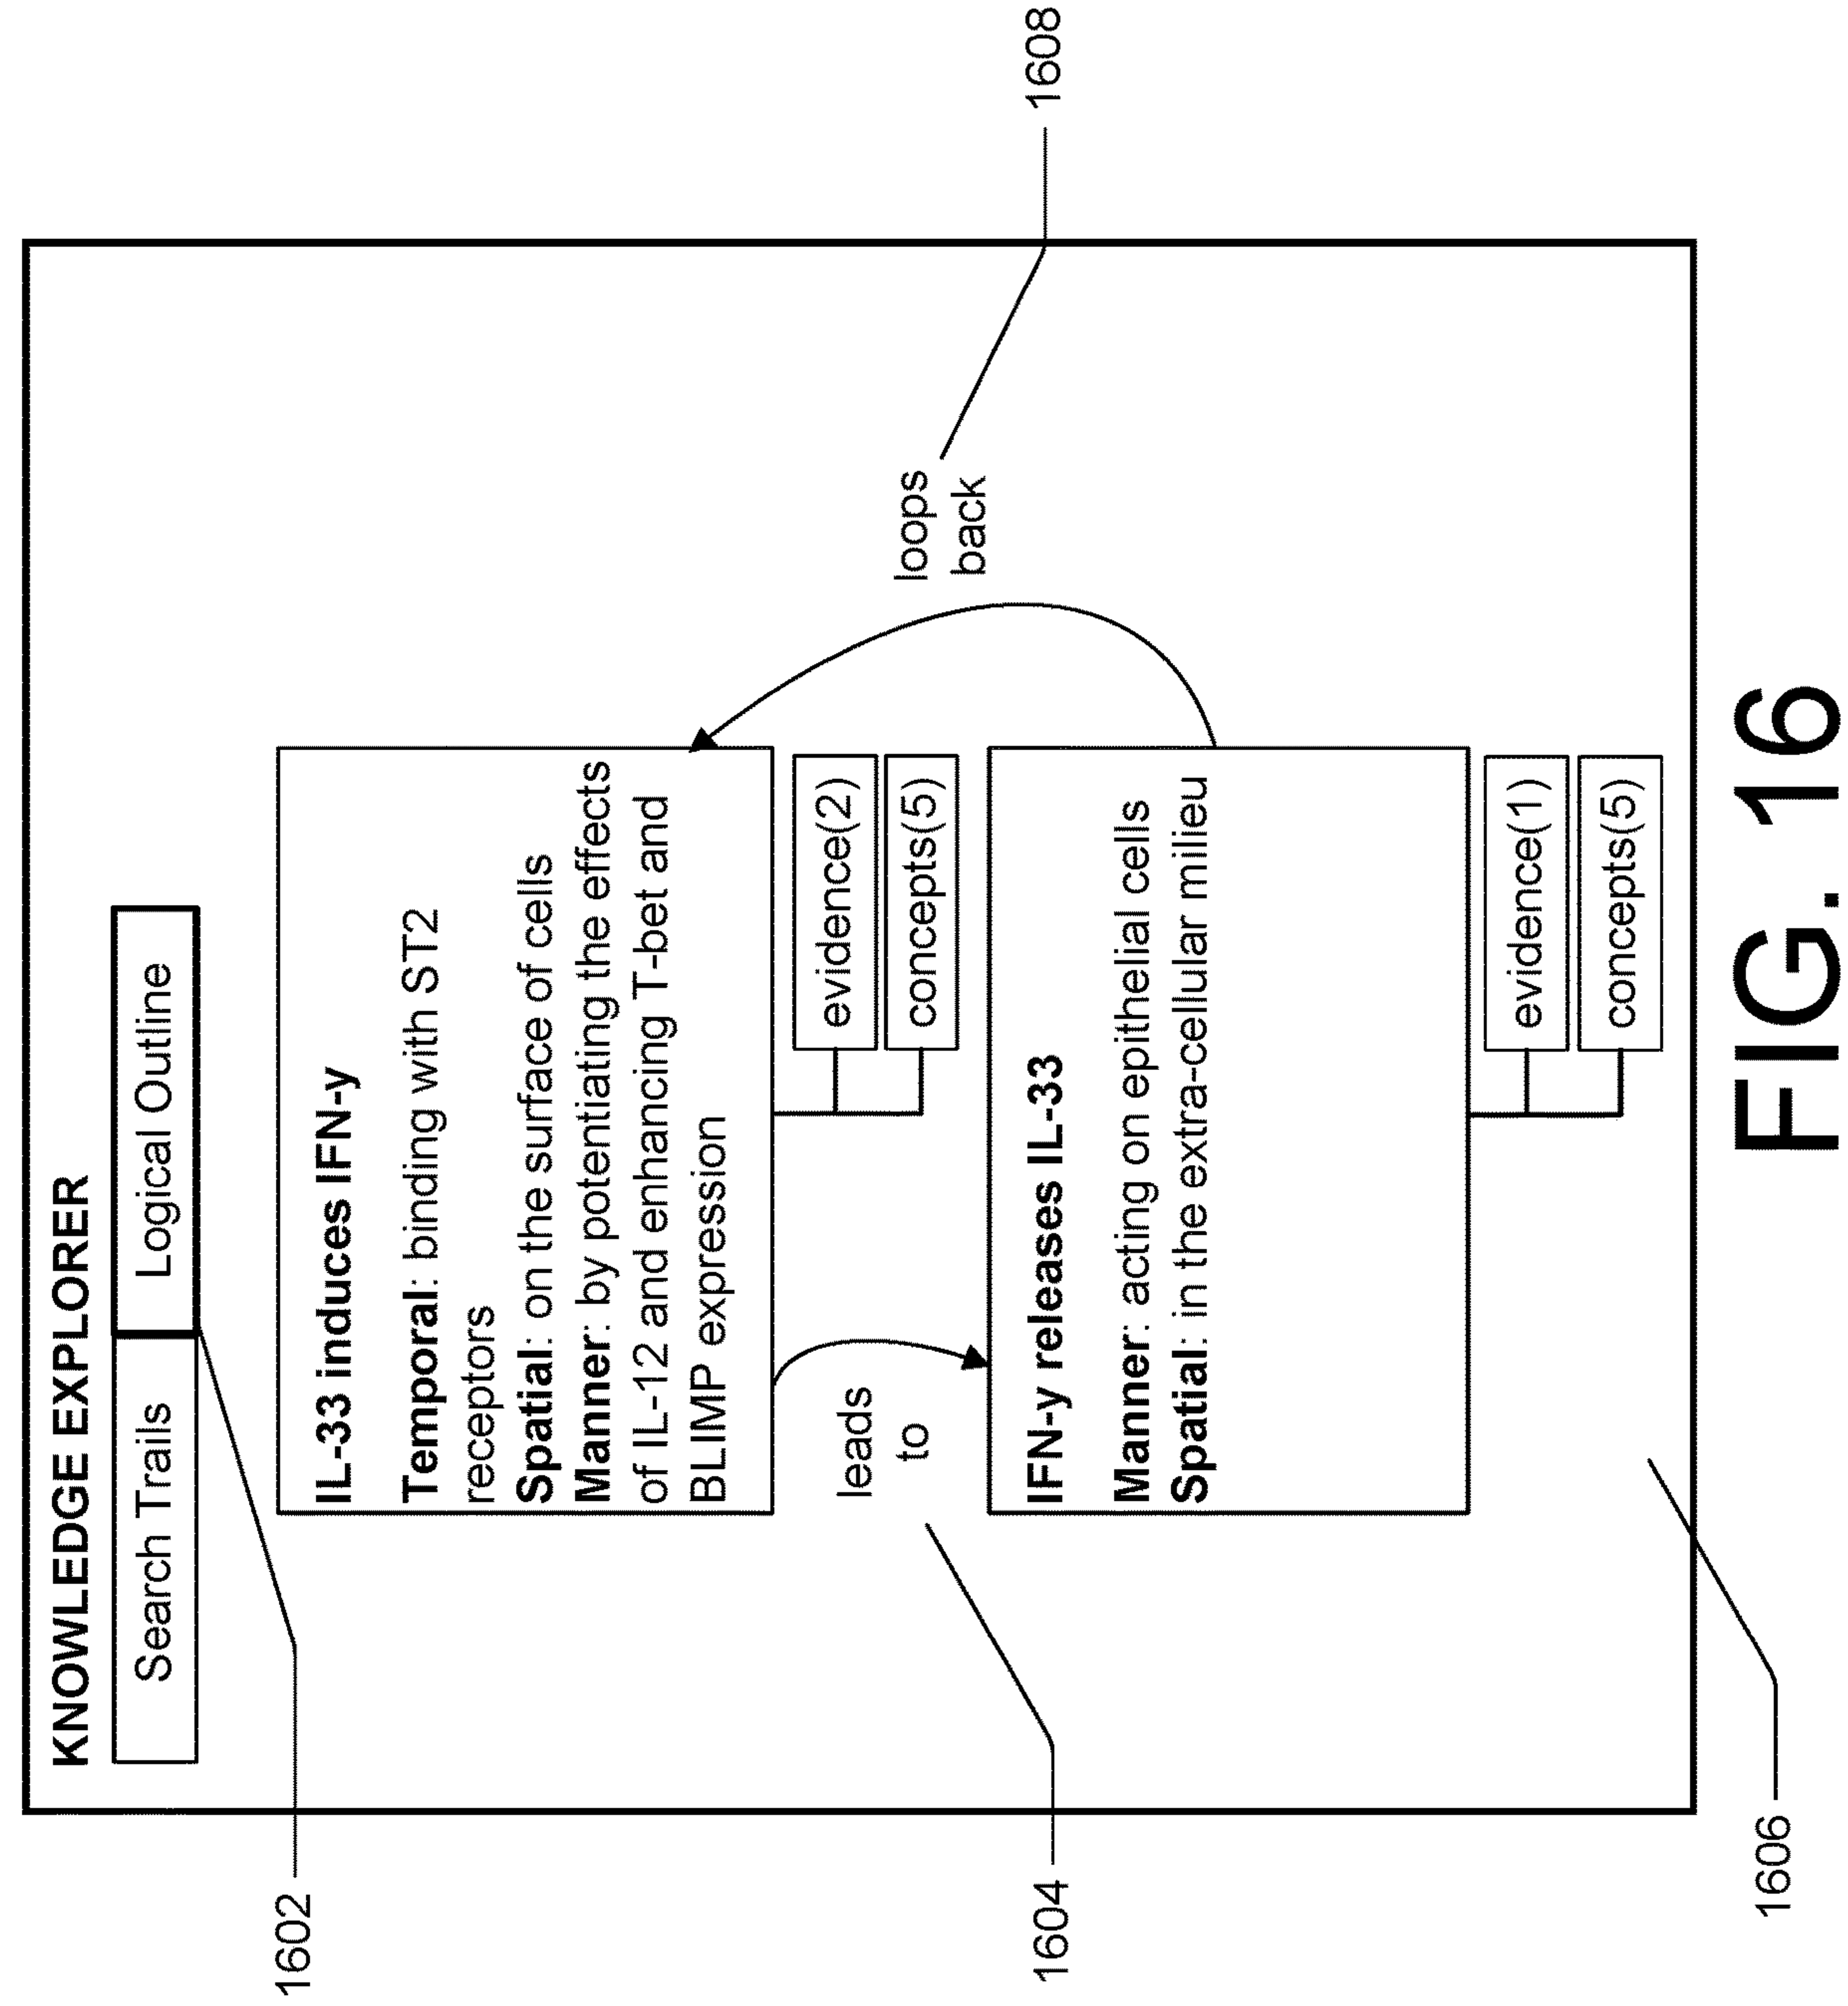 KNOWLEDGE EXPLORER
Search Trails
Logical Outline
1602
IL-33 induces IFN-y
Temporal: binding with ST2
receptors
Spatial: on the surface of cells
Manner: by potentiating the effects
of IL-12 and enhancing T-bet and
BLIMP expression
evidence(2)
concepts(5)
leads
to
1604
loops
back
1608
IFN-y releases IL-33
Manner: acting on epithelial cells
Spatial: in the extra-cellular milieu
evidence(1)
concepts(5)
1606
FIG. 16